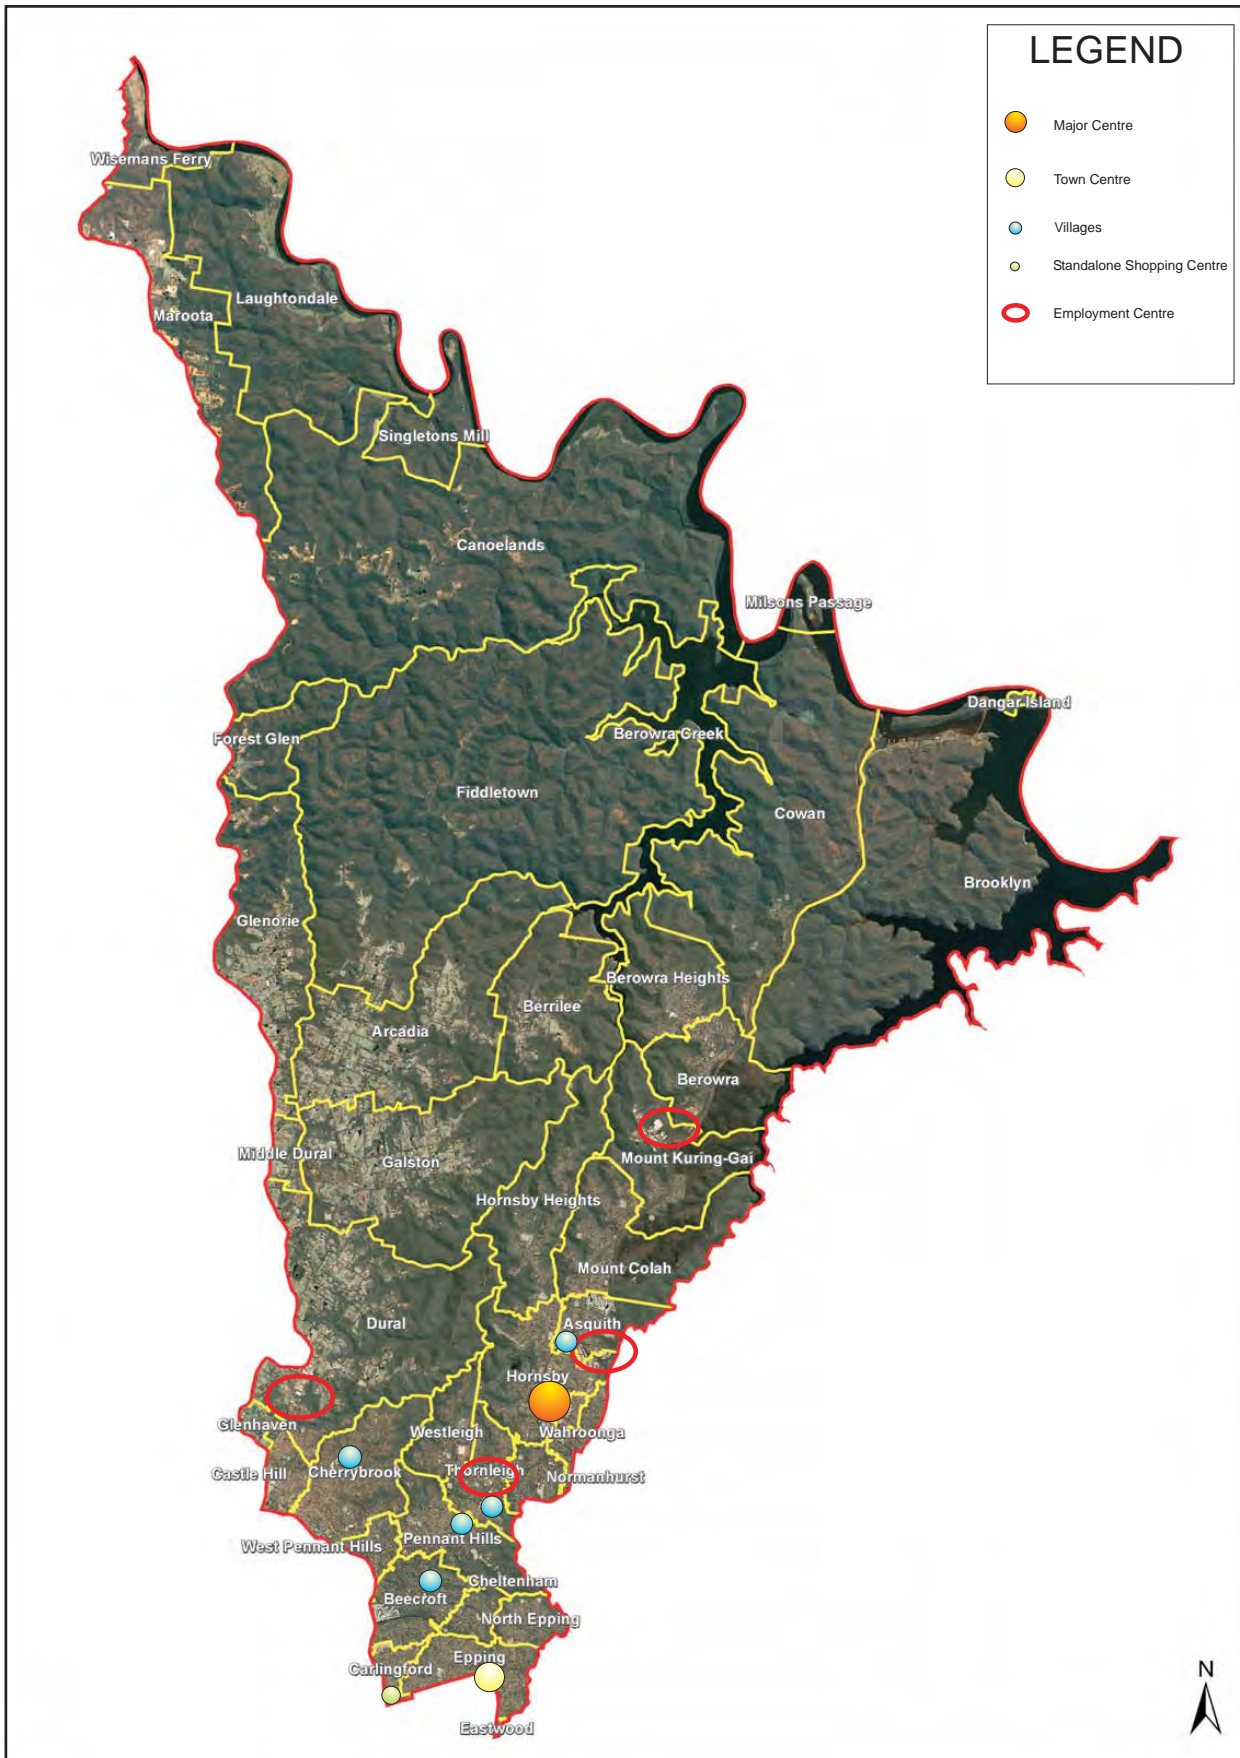 LEGEND
Major Centre
Town Centre
Villages
Standalone Shopping Centre
Employment Centre
Wisemans Ferry
Laughtondale
Maroota
Singletons Mill
Canoelands
Milsons Passage
Dangar Island
Forest Glen
Berowra Creek
Fiddletown
Cowan
Brooklyn
Glenorie
Berowra Heights
Berrilee
Arcadia
Berowra
Middle Dural
Galston
Mount Kuring-Gai
Hornsby Heights
Mount Colah
Dural
Asquith
Hornsby
Glenhaven
Westleigh
Wahroonga
Castle Hill
Cherrybrook
Thornleigh
Normanhurst
West Pennant Hills
Pennant Hills
Cheltenham
Beecroft
North Epping
Epping
Carlingford
Eastwood
N